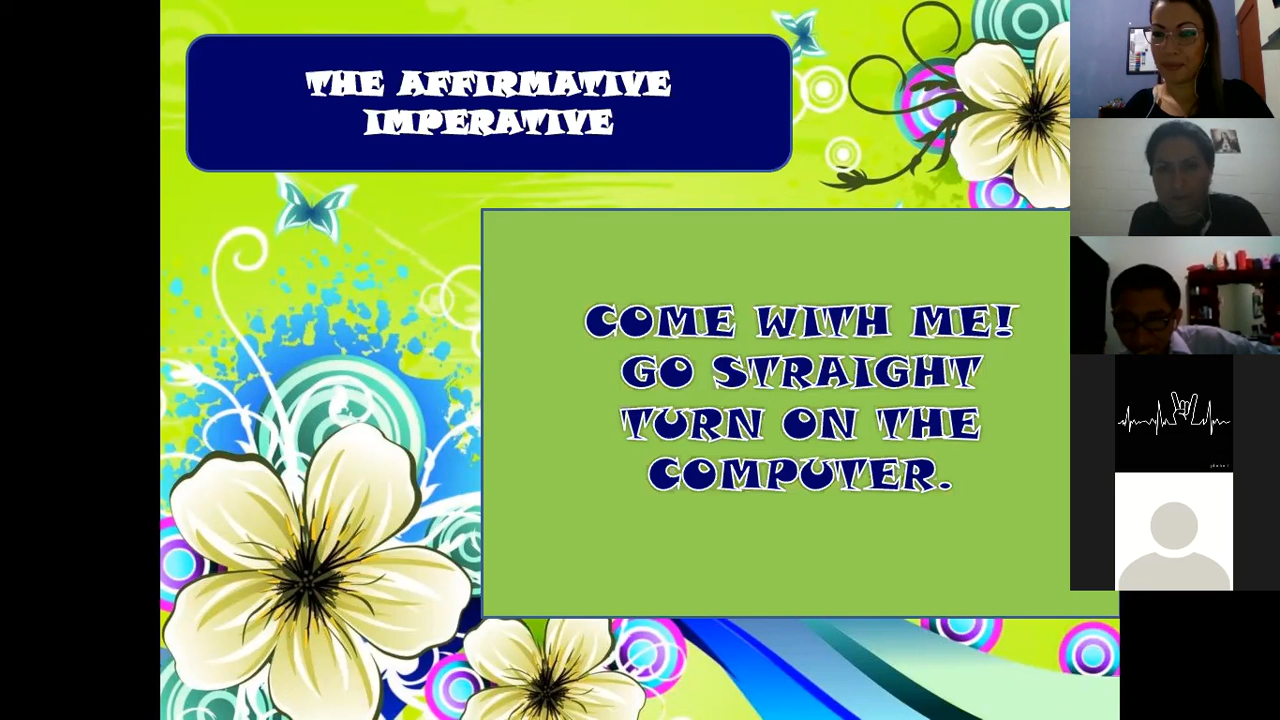 THE AFFIRMATIVE
IMPERATIVE
COME WITH ME!
GO STRAIGHT
TURN ON THE
COMPUTER.